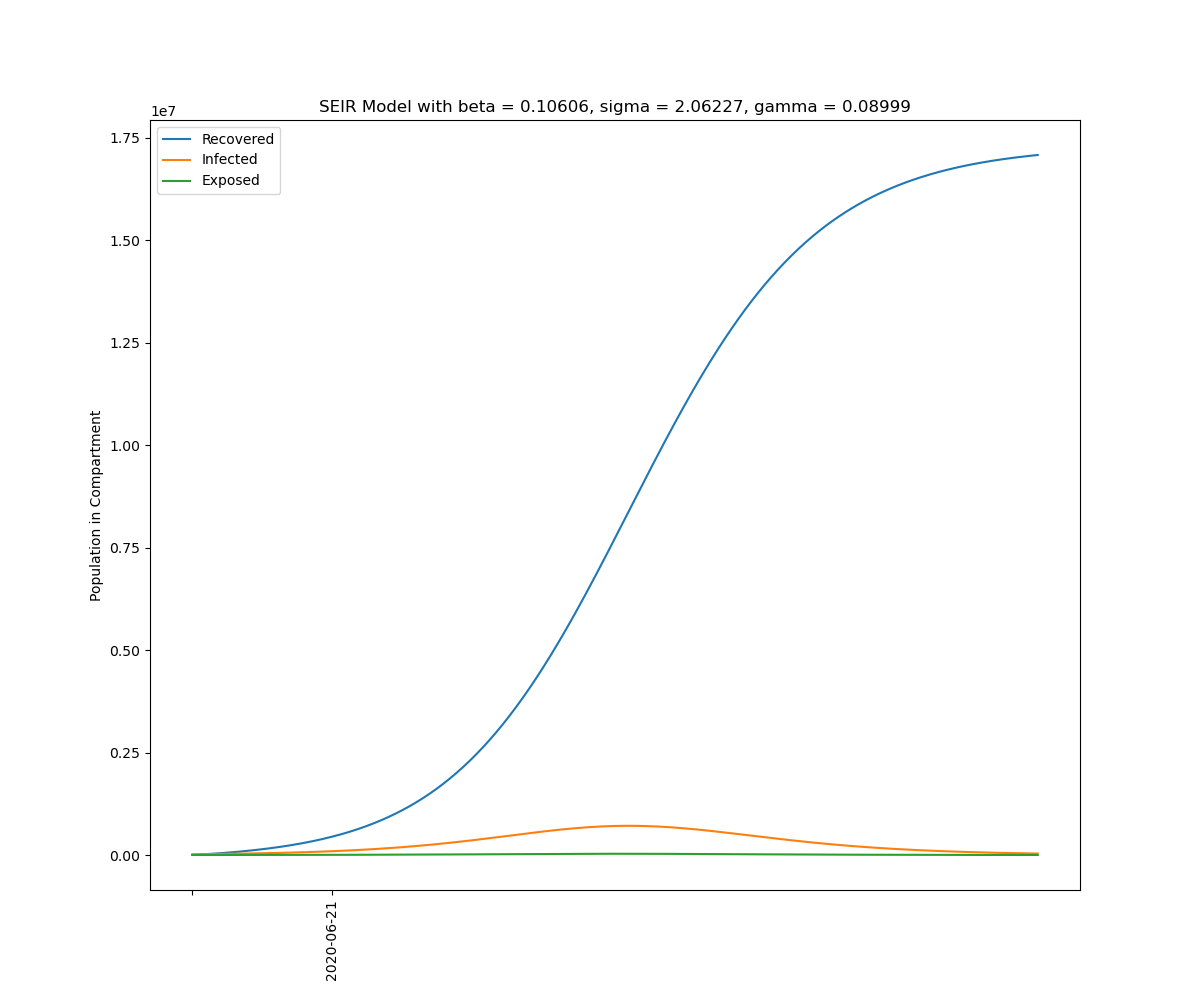 SEIR Model with beta = 0.10606, sigma = 2.06227, gamma = 0.08999
1e7
Recovered
Infected
Exposed
1.75
1.50
1.25
1.00
0.75
0.50
0.25
0.00
Population in Compartment
2020-06-21